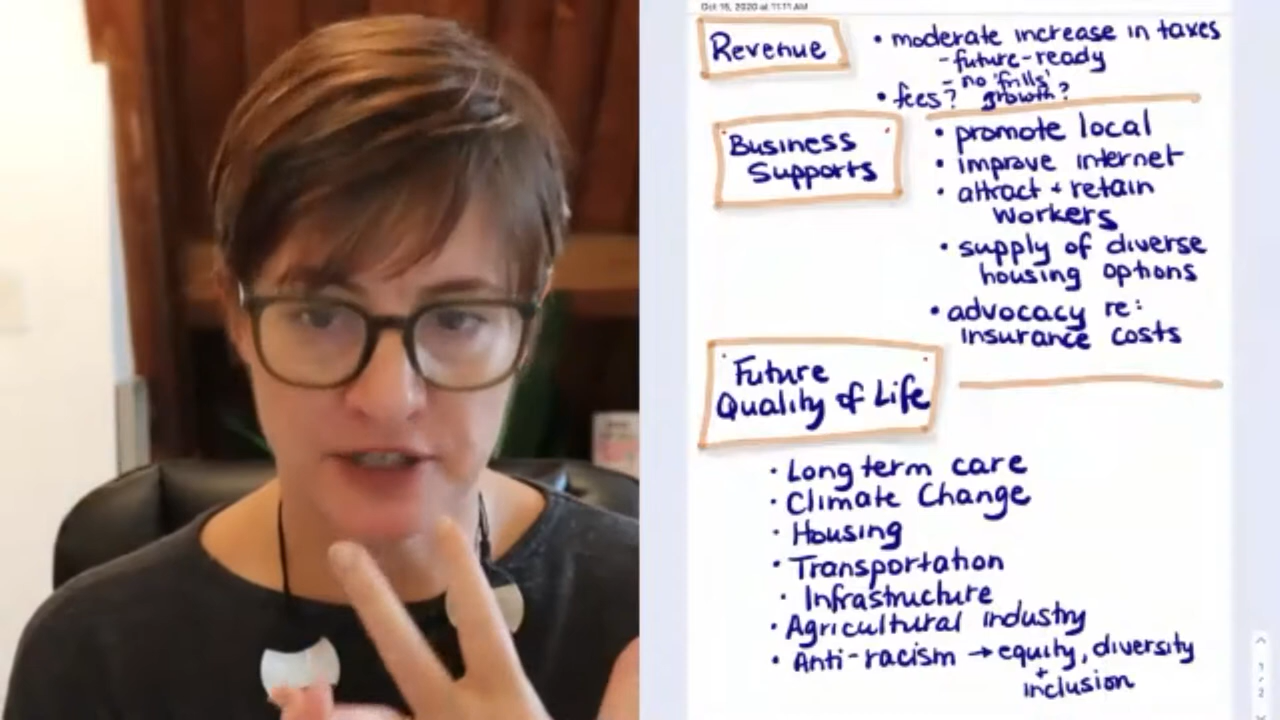 Oct 15, 2020 at 11:11 AM
Revenue
• moderate increase in taxes
- future-ready
- no 'frills'
• fees? growth?
Business
Supports
• promote local
• improve internet
• attract + retain
workers
• supply of diverse
housing options
• advocacy re:
insurance costs
Future
Quality of Life
• Long term care
• Climate Change
• Housing
• Transportation
• Infrastructure
• Agricultural industry
• Anti-racism → equity, diversity
+
inclusion
1 / 2